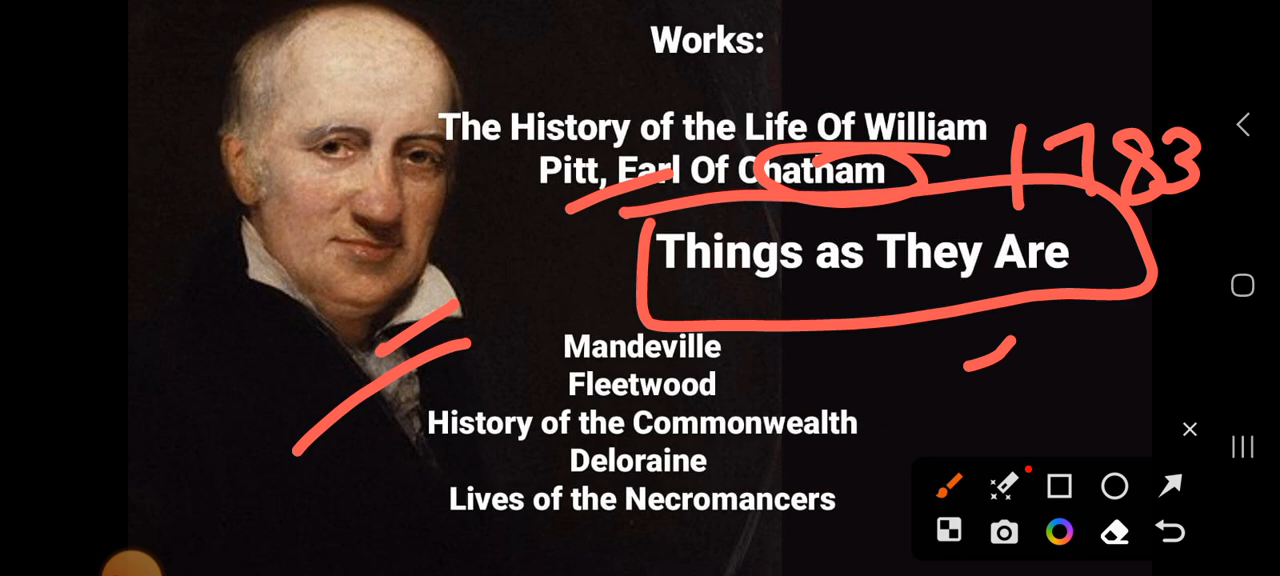 Works:
The History of the Life Of William
Pitt, Earl Of Chatham
1783
Things as They Are
Mandeville
Fleetwood
History of the Commonwealth
Deloraine
Lives of the Necromancers